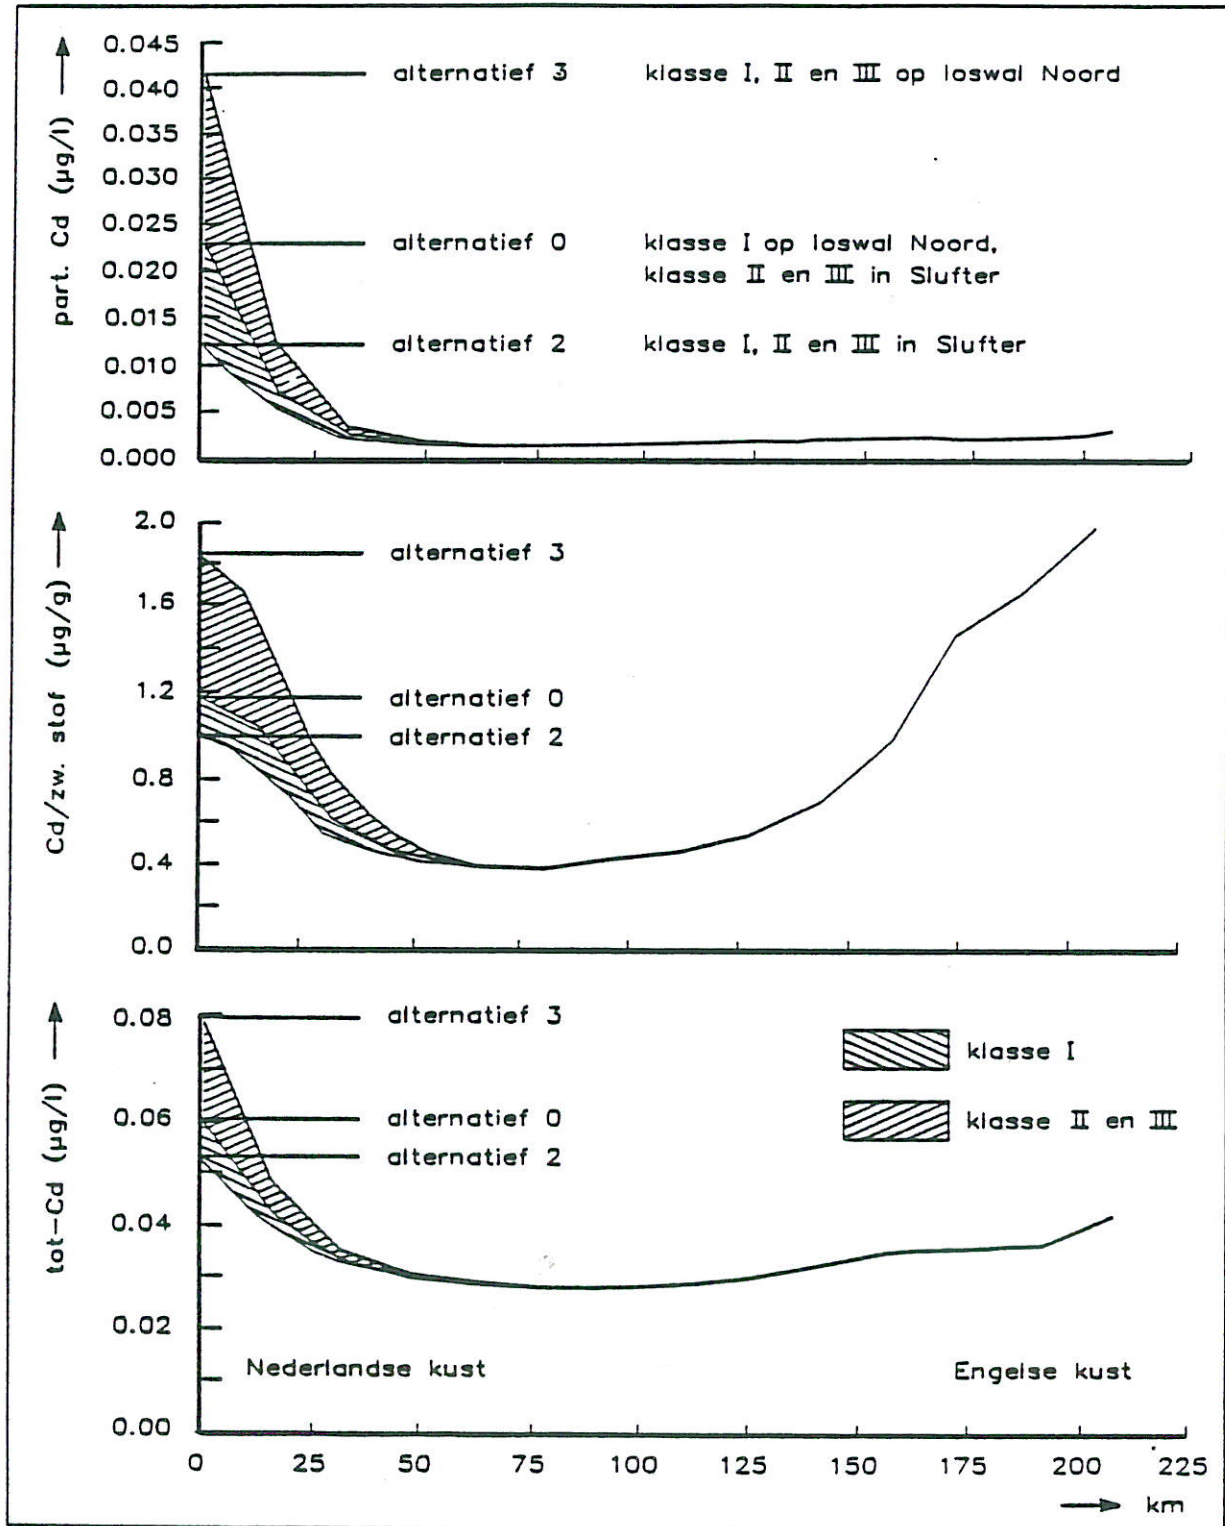 part. Cd (µg/l)
0.045
0.040
0.035
0.030
0.025
0.020
0.015
0.010
0.005
0.000
alternatief 3 klasse I, II en III op loswal Noord
alternatief 0 klasse I op loswal Noord,
klasse II en III in Slufter
alternatief 2 klasse I, II en III in Slufter
Cd/zw. stof (µg/g)
2.0
1.6
1.2
0.8
0.4
0.0
alternatief 3
alternatief 0
alternatief 2
tot-Cd (µg/l)
0.08
0.06
0.04
0.02
0.00
alternatief 3
alternatief 0
alternatief 2
klasse I
klasse II en III
Nederlandse kust
Engelse kust
0 25 50 75 100 125 150 175 200 225
km